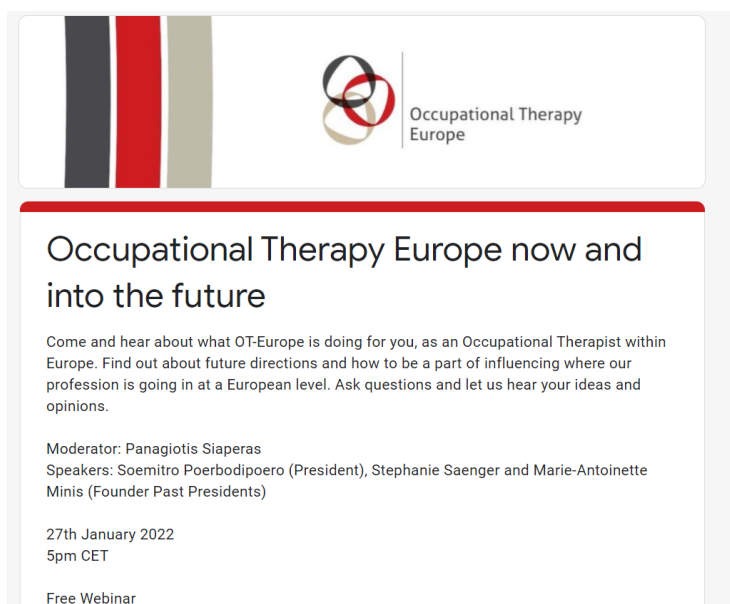 Occupational Therapy
Europe
Occupational Therapy Europe now and
into the future
Come and hear about what OT-Europe is doing for you, as an Occupational Therapist within
Europe. Find out about future directions and how to be a part of influencing where our
profession is going in at a European level. Ask questions and let us hear your ideas and
opinions.
Moderator: Panagiotis Siaperas
Speakers: Soemitro Poerbodipoero (President), Stephanie Saenger and Marie-Antoinette
Minis (Founder Past Presidents)
27th January 2022
5pm CET
Free Webinar